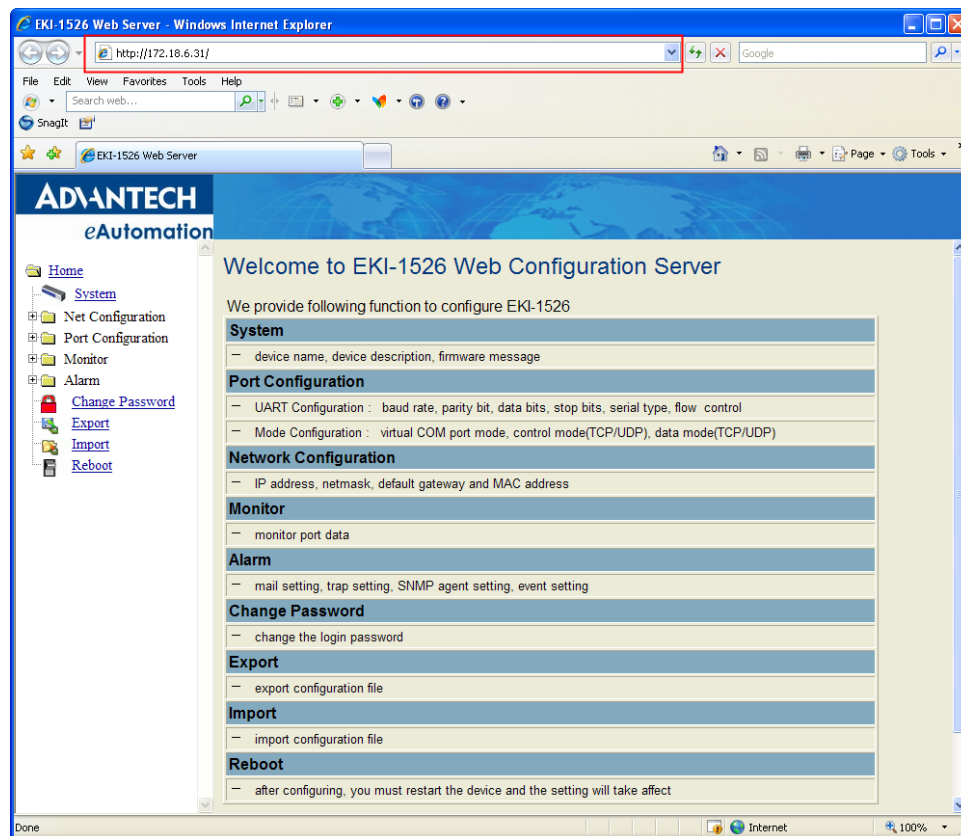 EKI-1526 Web Server - Windows Internet Explorer
http://172.18.6.31/
Google
File Edit View Favorites Tools Help
Search web...
SnagIt
EKI-1526 Web Server
Page Tools
ADVANTECH
eAutomation
Home
System
Net Configuration
Port Configuration
Monitor
Alarm
Change Password
Export
Import
Reboot
Welcome to EKI-1526 Web Configuration Server
We provide following function to configure EKI-1526
System
— device name, device description, firmware message
Port Configuration
— UART Configuration : baud rate, parity bit, data bits, stop bits, serial type, flow control
— Mode Configuration : virtual COM port mode, control mode(TCP/UDP), data mode(TCP/UDP)
Network Configuration
— IP address, netmask, default gateway and MAC address
Monitor
— monitor port data
Alarm
— mail setting, trap setting, SNMP agent setting, event setting
Change Password
— change the login password
Export
— export configuration file
Import
— import configuration file
Reboot
— after configuring, you must restart the device and the setting will take affect
Done
Internet
100%